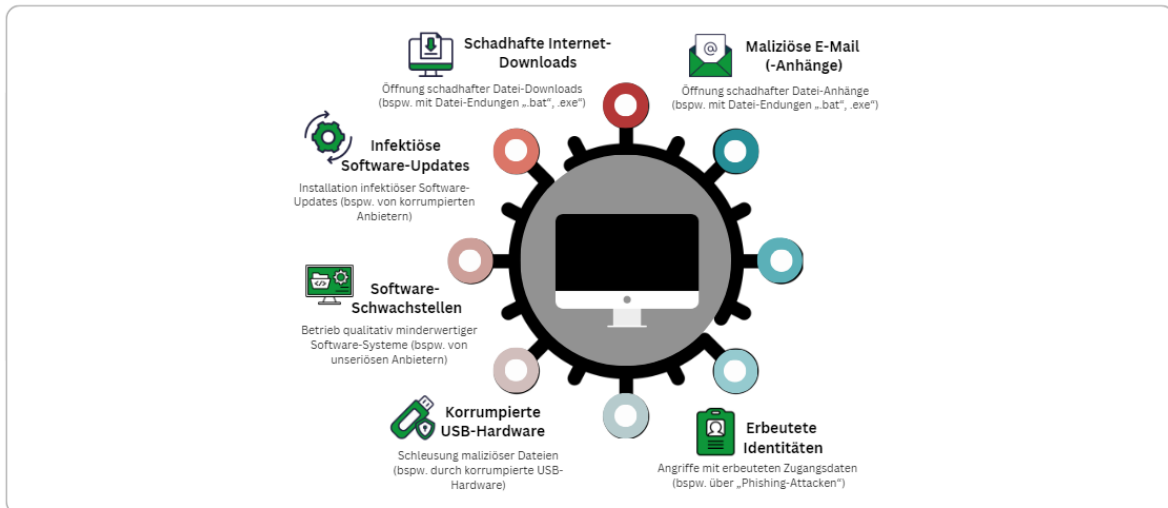 Schadhafte Internet-
Downloads
Öffnung schadhafter Datei-Downloads
(bspw. mit Datei-Endungen „.bat“, .exe“)
@
Maliziöse E-Mail
(-Anhänge)
Öffnung schadhafter Datei-Anhänge
(bspw. mit Datei-Endungen „.bat“, .exe“)
Infektiöse
Software-Updates
Installation infektiöser Software-
Updates (bspw. von korrumpierten
Anbietern)
</>
Software-
Schwachstellen
Betrieb qualitativ minderwertiger
Software-Systeme (bspw. von
unseriösen Anbietern)
Korrumpierte
USB-Hardware
Schleusung maliziöser Dateien
(bspw. durch korrumpierte USB-
Hardware)
Erbeutete
Identitäten
Angriffe mit erbeuteten Zugangsdaten
(bspw. über „Phishing-Attacken“)